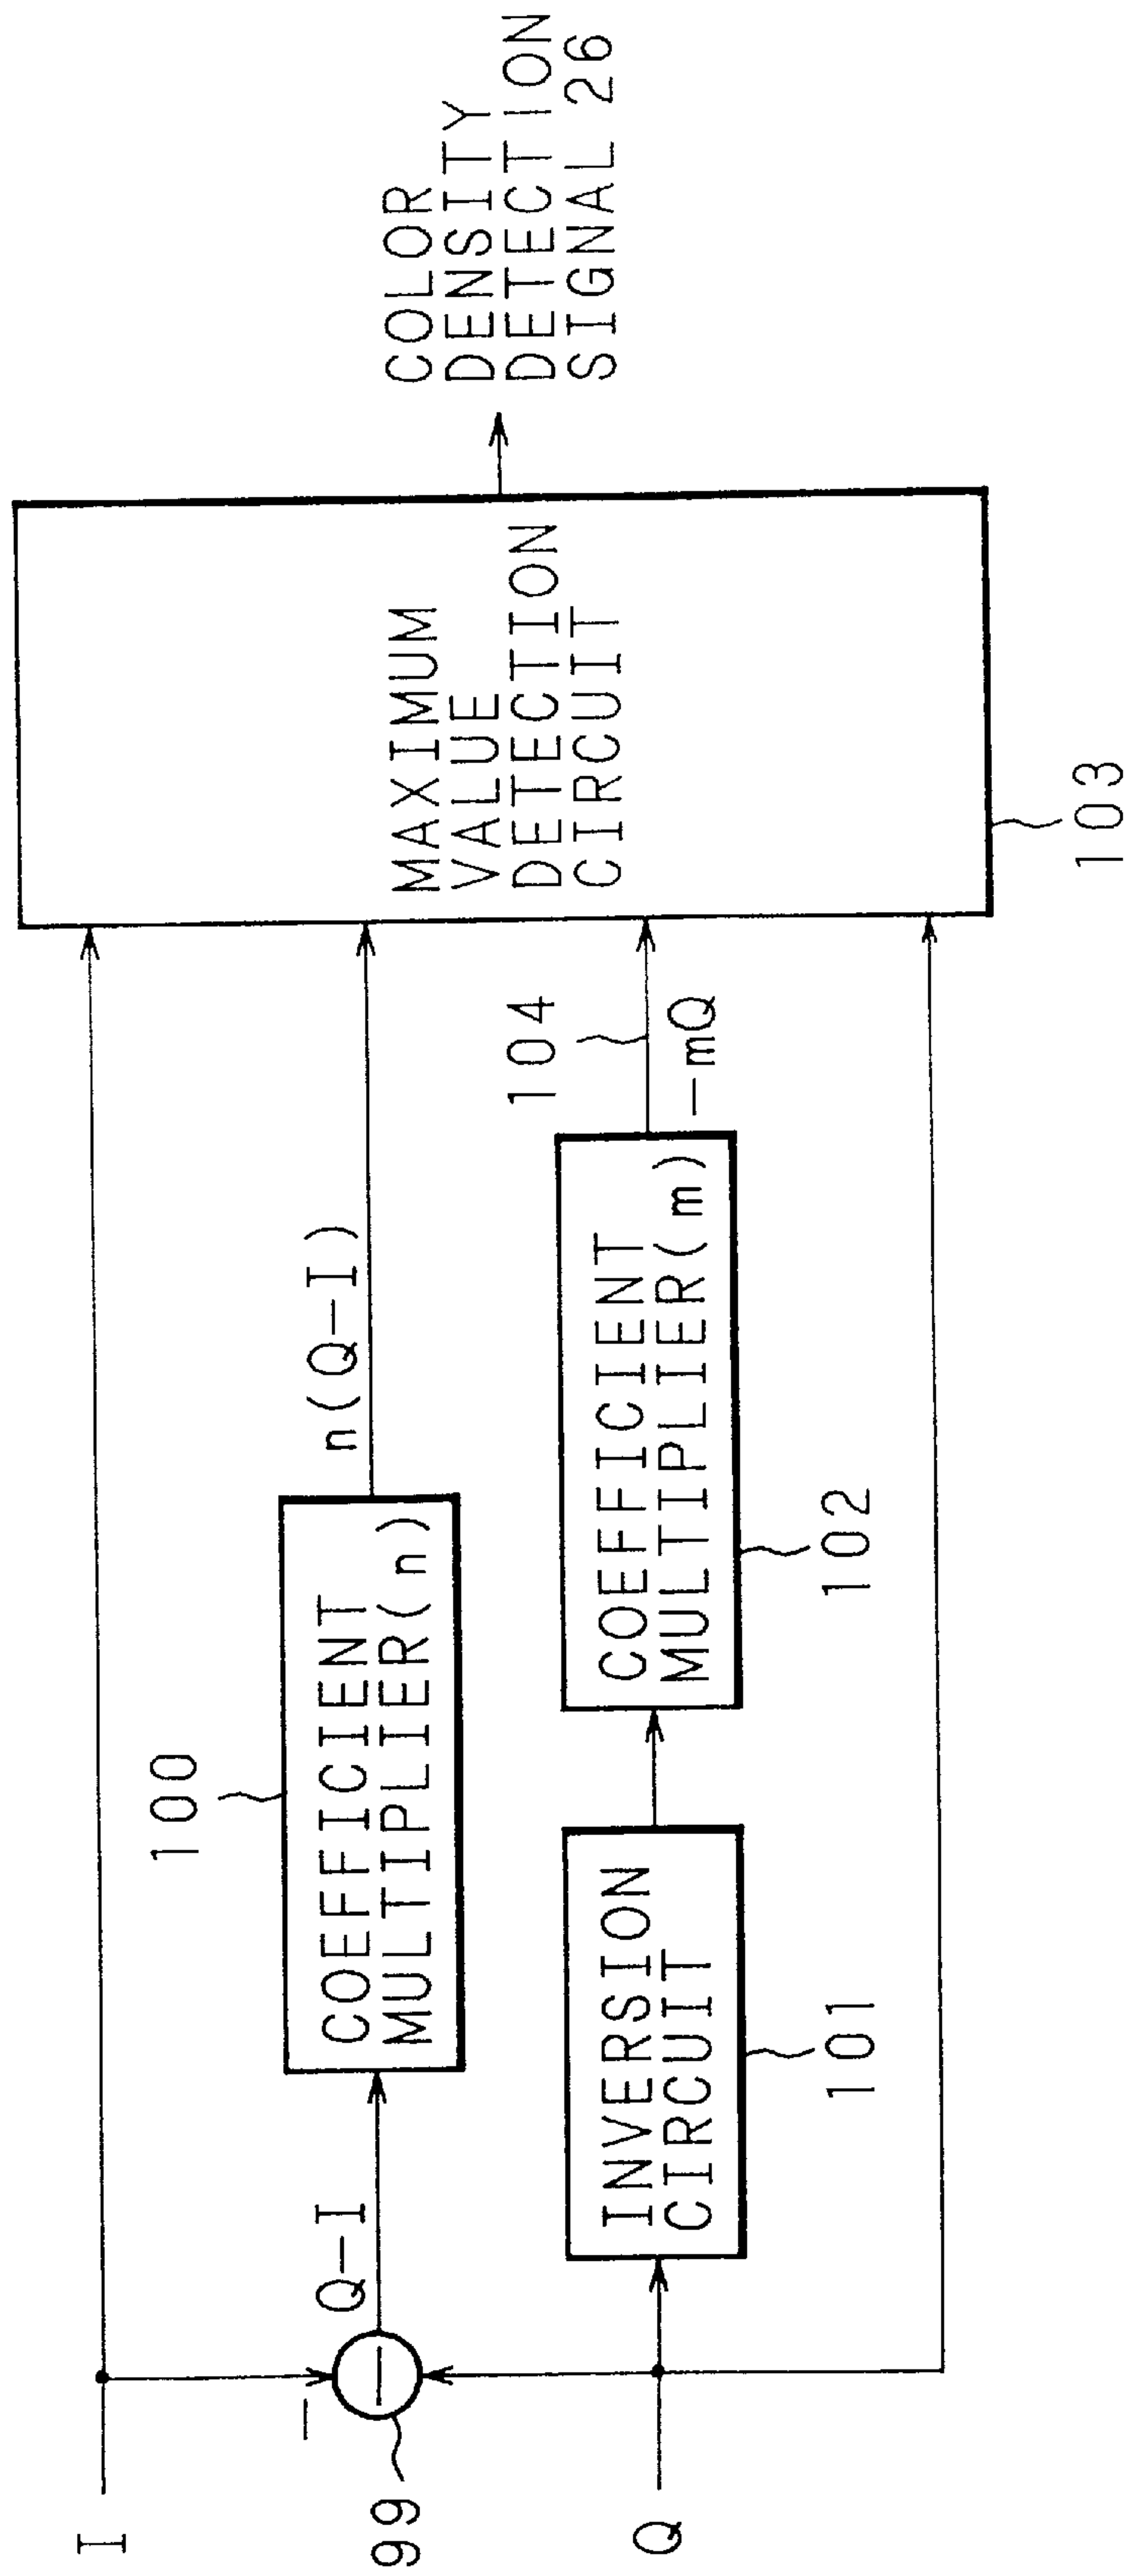 I
99
Q
Q−I
−
100
COEFFICIENT
MULTIPLIER(n)
n(Q−I)
INVERSION
CIRCUIT
101
COEFFICIENT
MULTIPLIER(m)
102
104
−mQ
MAXIMUM
VALUE
DETECTION
CIRCUIT
103
COLOR
DENSITY
DETECTION
SIGNAL 26